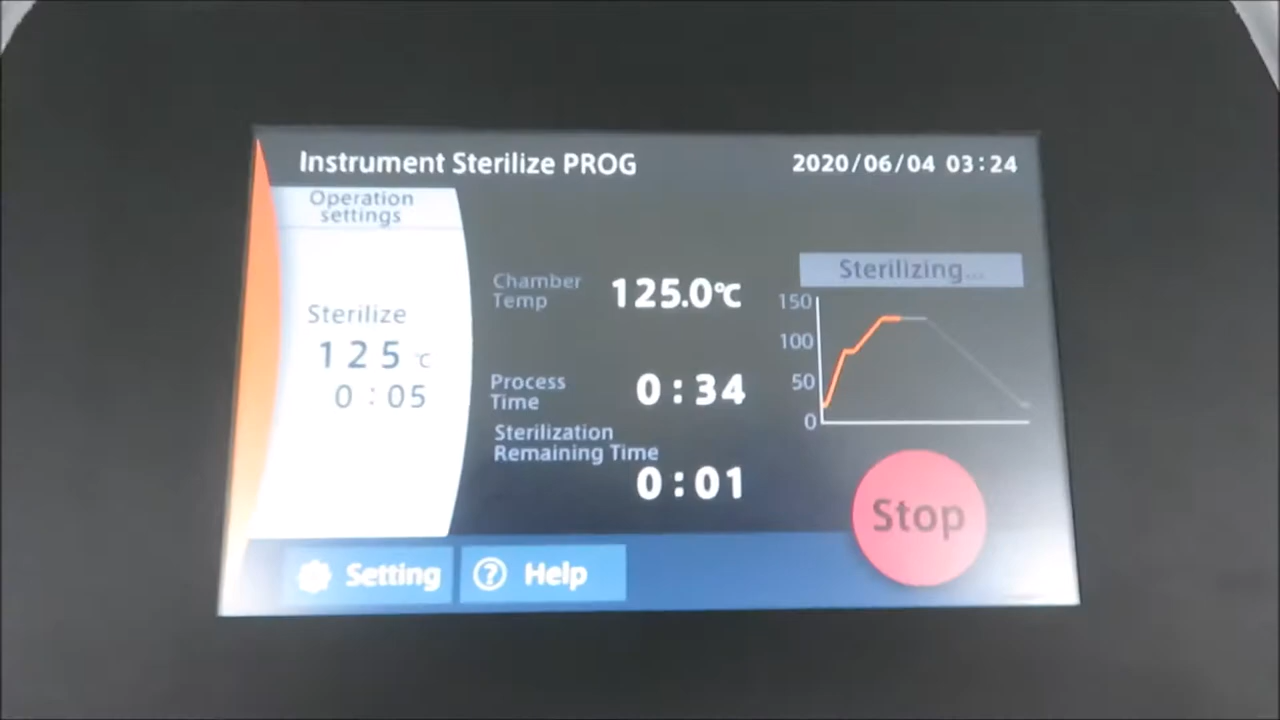 Instrument Sterilize PROG
2020/06/04 03:24
Operation
settings
Sterilize
125℃
0:05
Chamber
Temp
125.0℃
Process
Time
0:34
Sterilization
Remaining Time
0:01
Sterilizing...
150
100
50
0
Stop
Setting
? Help